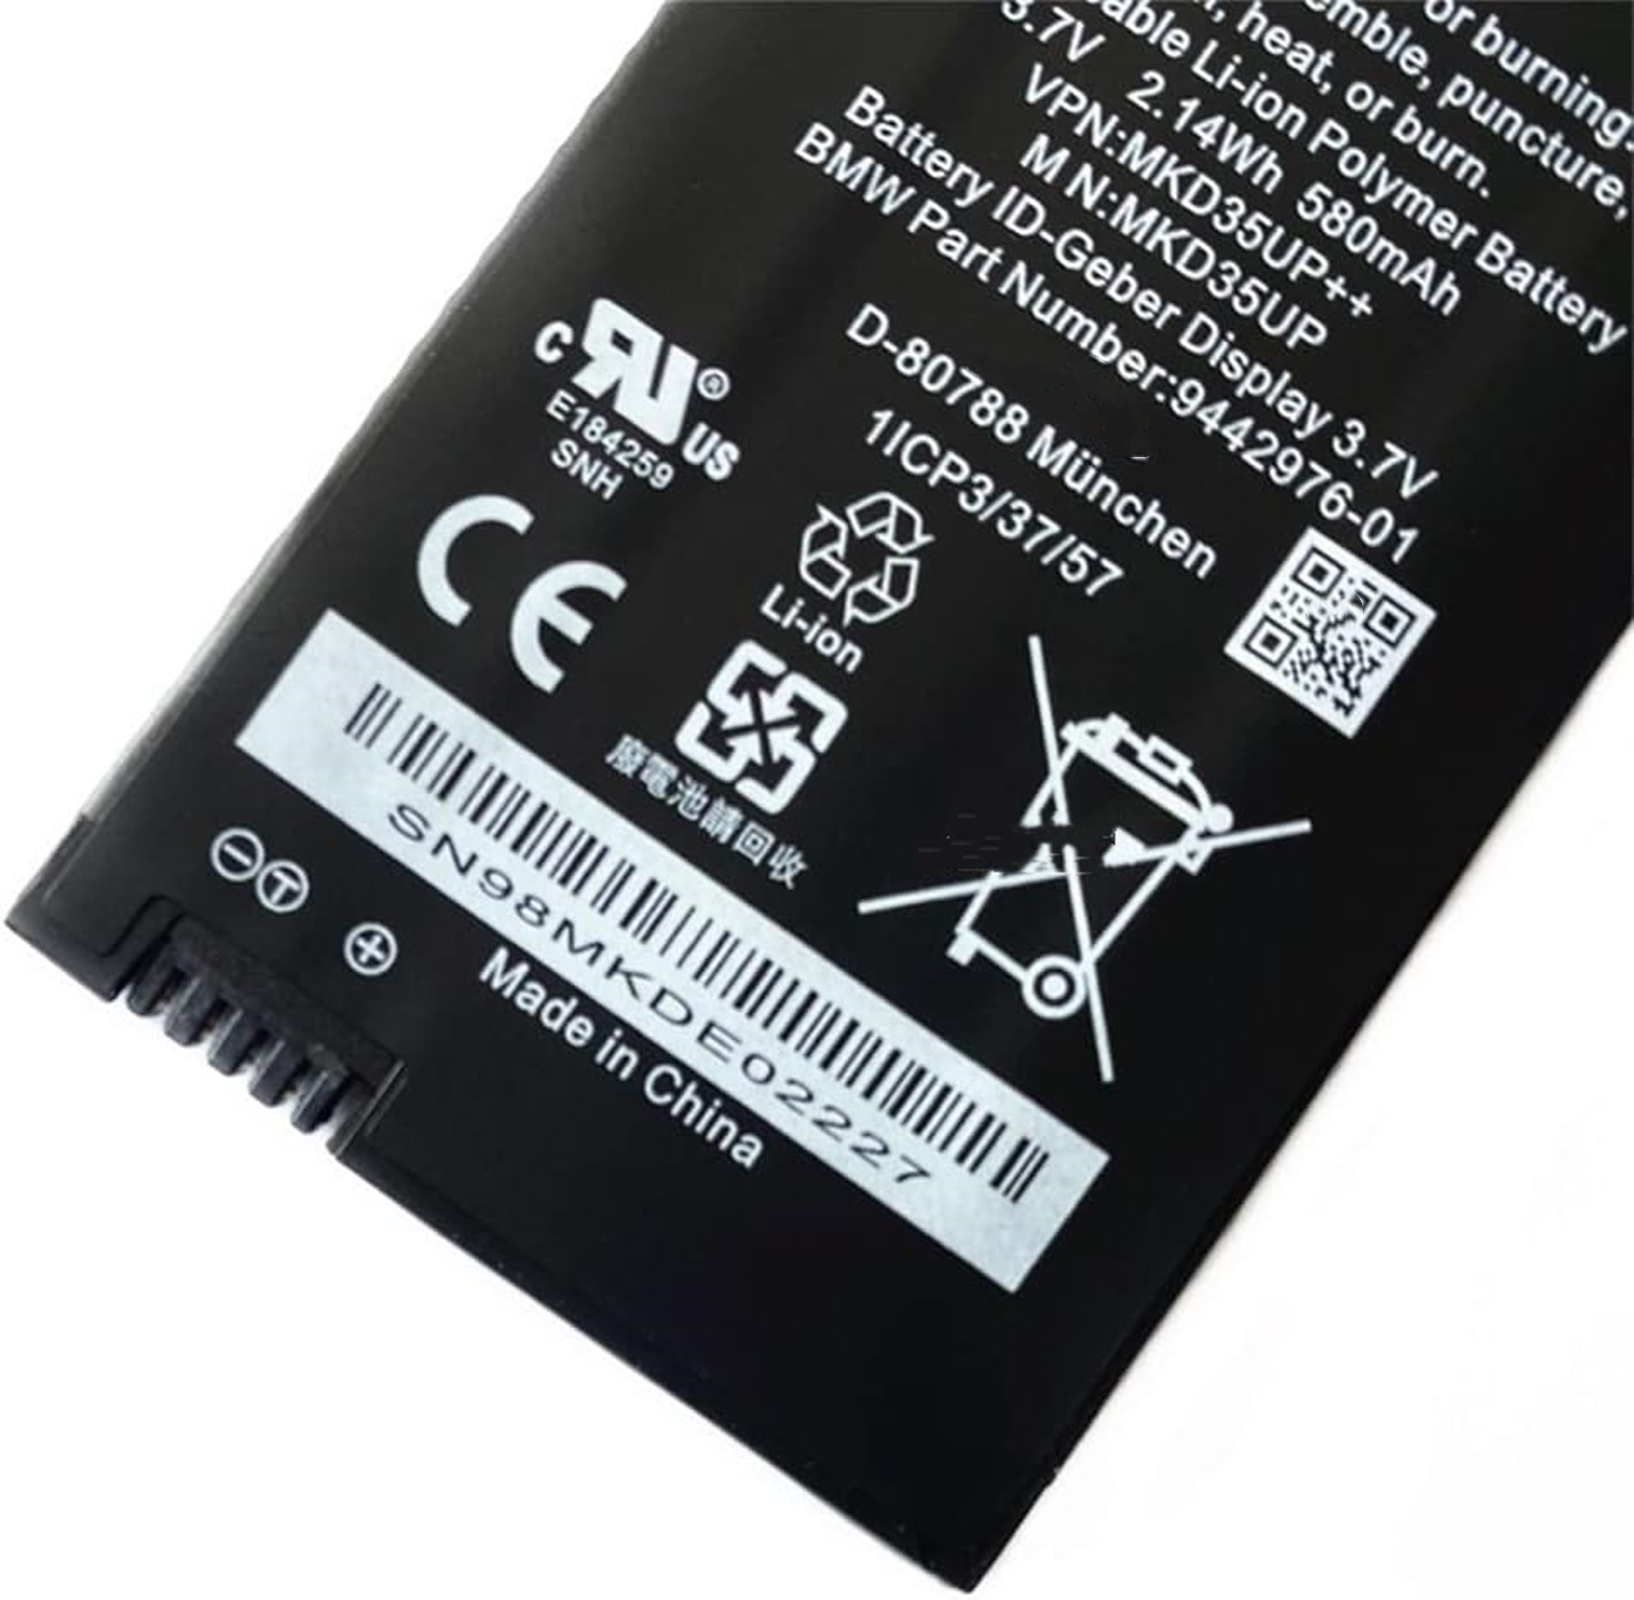 or burning.
emble, puncture,
, heat, or burn.
able Li-ion Polymer Battery
3.7V 2.14Wh 580mAh
VPN:MKD35UP++
M N:MKD35UP
Battery ID-Geber Display 3.7V
BMW Part Number:9442976-01
D-80788 München
1ICP3/37/57
c RU ® US
E184259
SNH
CE
Li-ion
廢電池請回收
SN98MKDE02227
Made in China
− T +